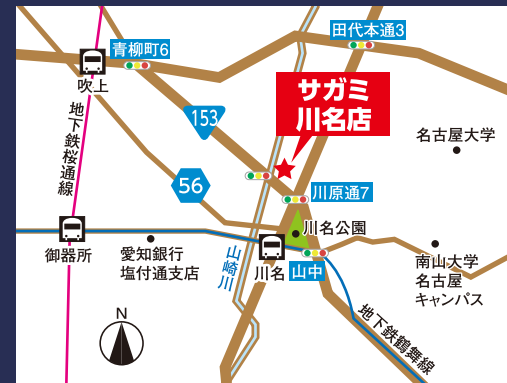 田代本通3
青柳町6
吹上
サガミ
川名店
153
地下鉄桜通線
名古屋大学
56
川原通7
川名公園
御器所
愛知銀行
塩付通支店
山崎川
川名
山中
南山大学
名古屋
キャンパス
地下鉄鶴舞線
N